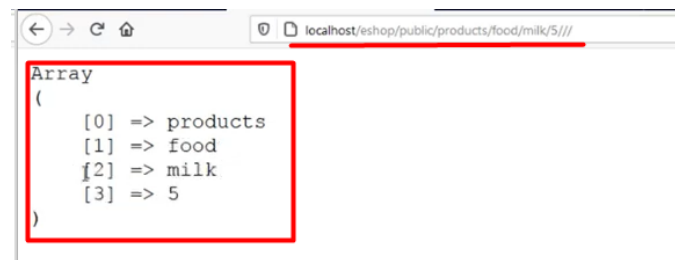 localhost/eshop/public/products/food/milk/5///
Array
(
[0] => products
[1] => food
[2] => milk
[3] => 5
)